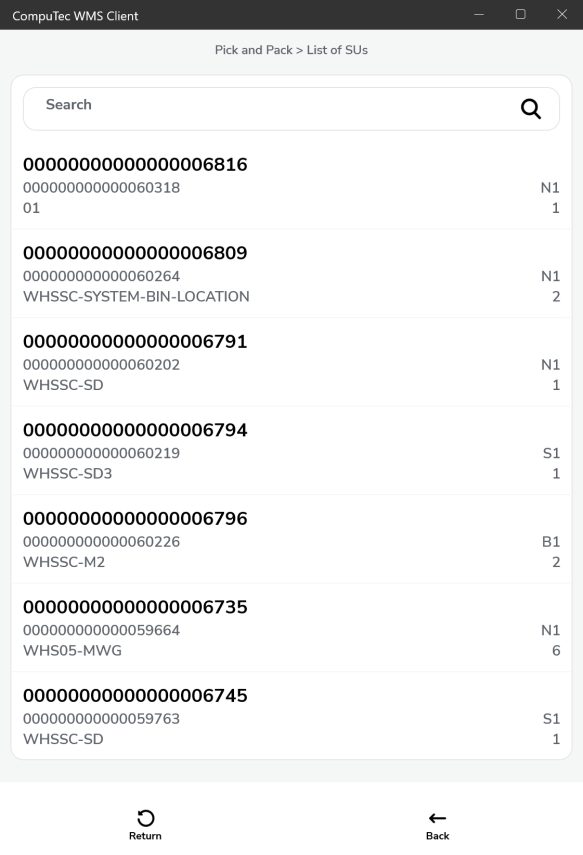 CompuTec WMS Client
Pick and Pack > List of SUs
Search
00000000000000006816
000000000000060318 N1
01 1
00000000000000006809
000000000000060264 N1
WHSSC-SYSTEM-BIN-LOCATION 2
00000000000000006791
000000000000060202 N1
WHSSC-SD 1
00000000000000006794
000000000000060219 S1
WHSSC-SD3 1
00000000000000006796
000000000000060226 B1
WHSSC-M2 2
00000000000000006735
000000000000059664 N1
WHS05-MWG 6
00000000000000006745
000000000000059763 S1
WHSSC-SD 1
Return Back